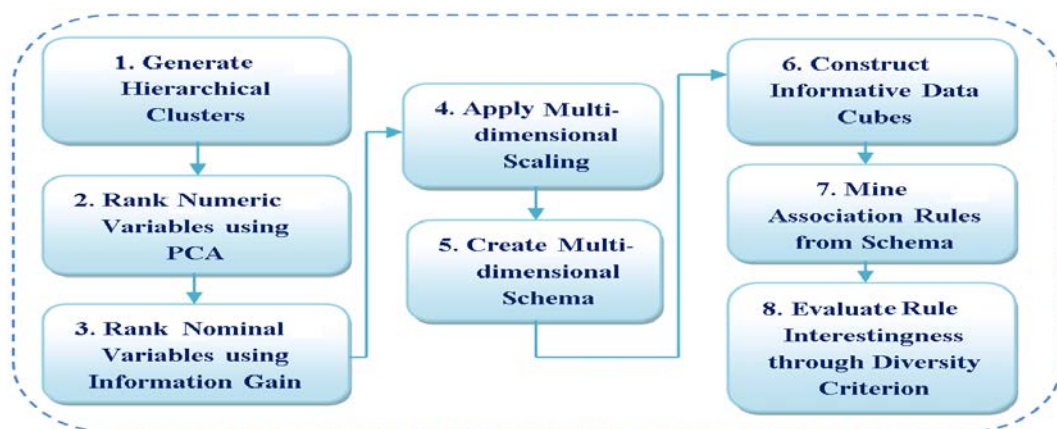 1. Generate
Hierarchical
Clusters
2. Rank Numeric
Variables using
PCA
3. Rank Nominal
Variables using
Information Gain
4. Apply Multi-
dimensional
Scaling
5. Create Multi-
dimensional
Schema
6. Construct
Informative Data
Cubes
7. Mine
Association Rules
from Schema
8. Evaluate Rule
Interestingness
through Diversity
Criterion